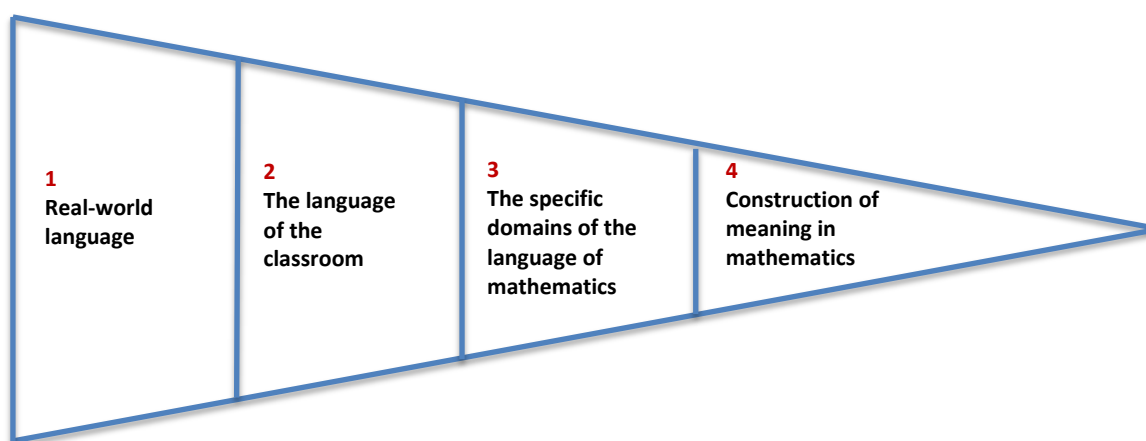 1
Real-world
language
2
The language
of the
classroom
3
The specific
domains of the
language of
mathematics
4
Construction of
meaning in
mathematics